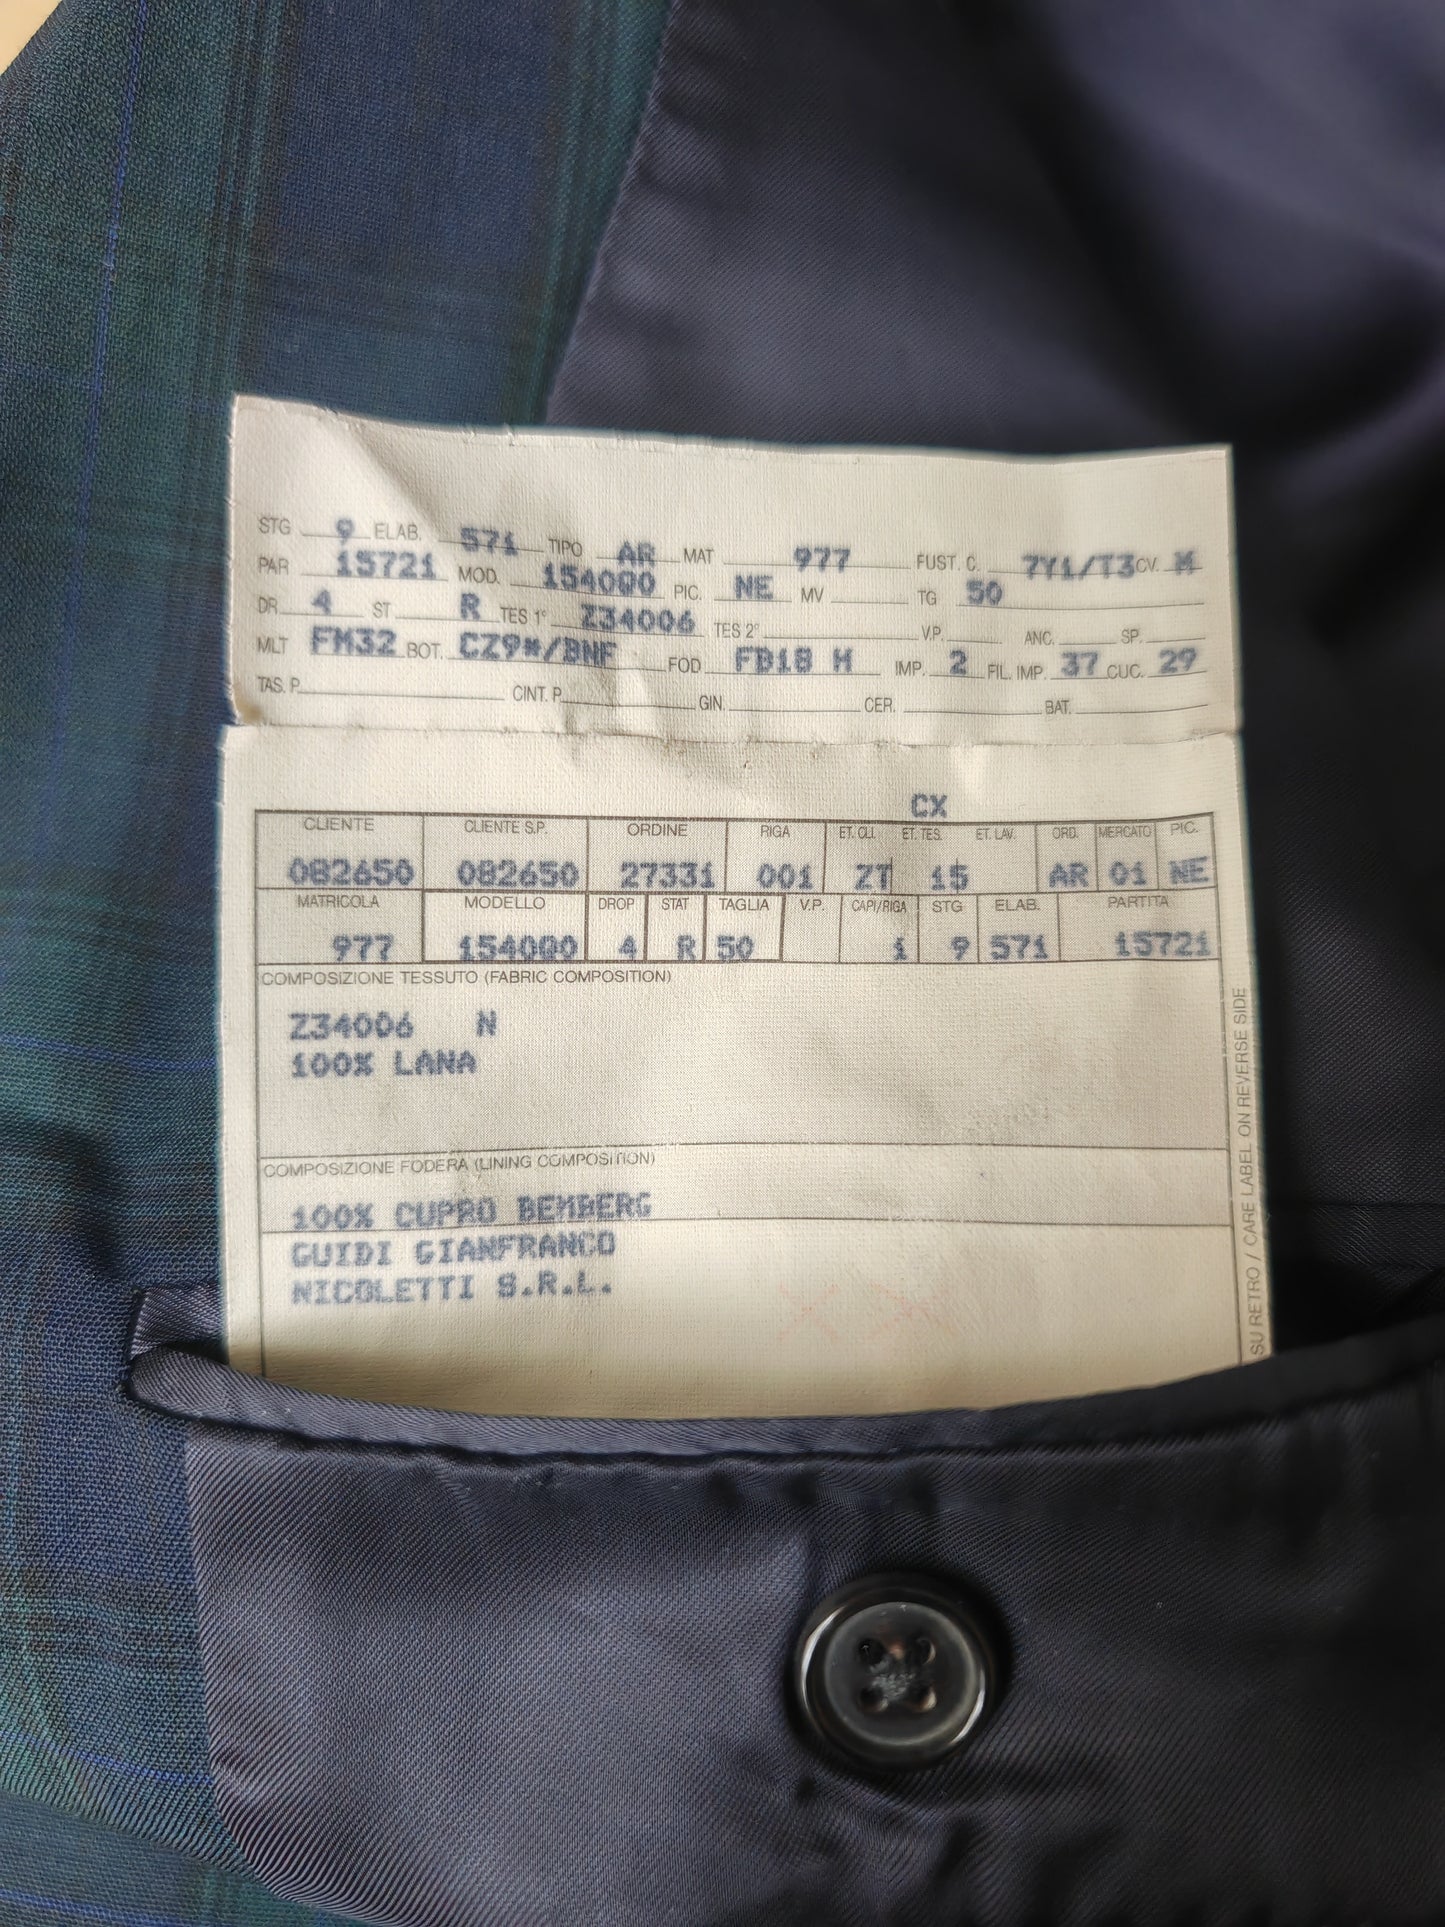 STG 9 ELAB. 571 TIPO AR MAT 977 FUST. C. 7Y1/T3 CV. M
PAR 15721 MOD. 1540Q0 PIC. NE MV TG 50
DR. 4 ST R TES 1° Z34006 TES 2° V.P. ANC. SP.
MLT FM32 BOT. CZ9*/BNF FOD FB18 M IMP. 2 FIL. IMP. 37 CUC. 29
TAS. P. CINT. P. GIN. CER. BAT.
CX
CLIENTE CLIENTE S.P. ORDINE RIGA ET. CLI. ET. TES. ET. LAV. ORD. MERCATO PIC.
082650 082650 27331 001 ZT 15 AR 01 NE
MATRICOLA MODELLO DROP STAT TAGLIA V.P. CAPI/RIGA STG ELAB. PARTITA
977 1540Q0 4 R 50 1 9 571 15721
COMPOSIZIONE TESSUTO (FABRIC COMPOSITION)
Z34006 N
100% LANA
COMPOSIZIONE FODERA (LINING COMPOSITION)
100% CUPRO BEMBERG
GUIDI GIANFRANCO
NICOLETTI S.R.L.
SU RETRO / CARE LABEL ON REVERSE SIDE